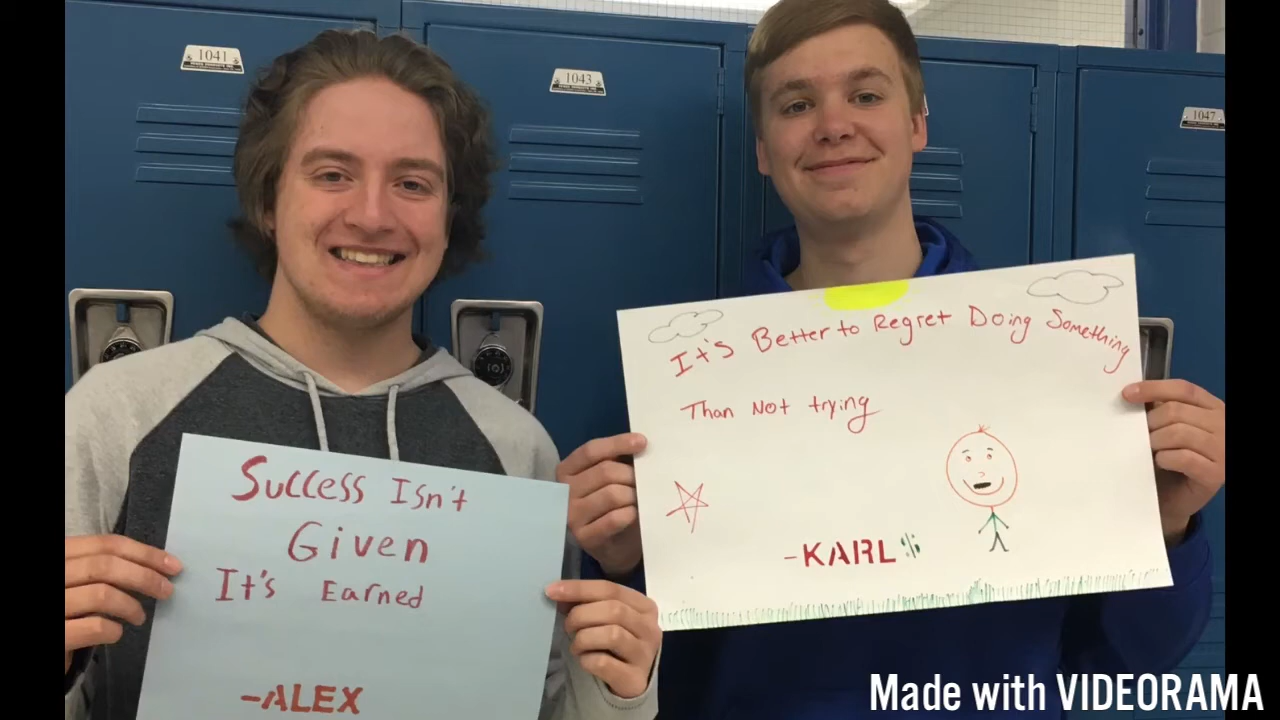 1041
1043
1047
Success Isn't
Given
It's Earned
-ALEX
It's Better to Regret Doing Something
Than Not trying
-KARL
Made with VIDEORAMA